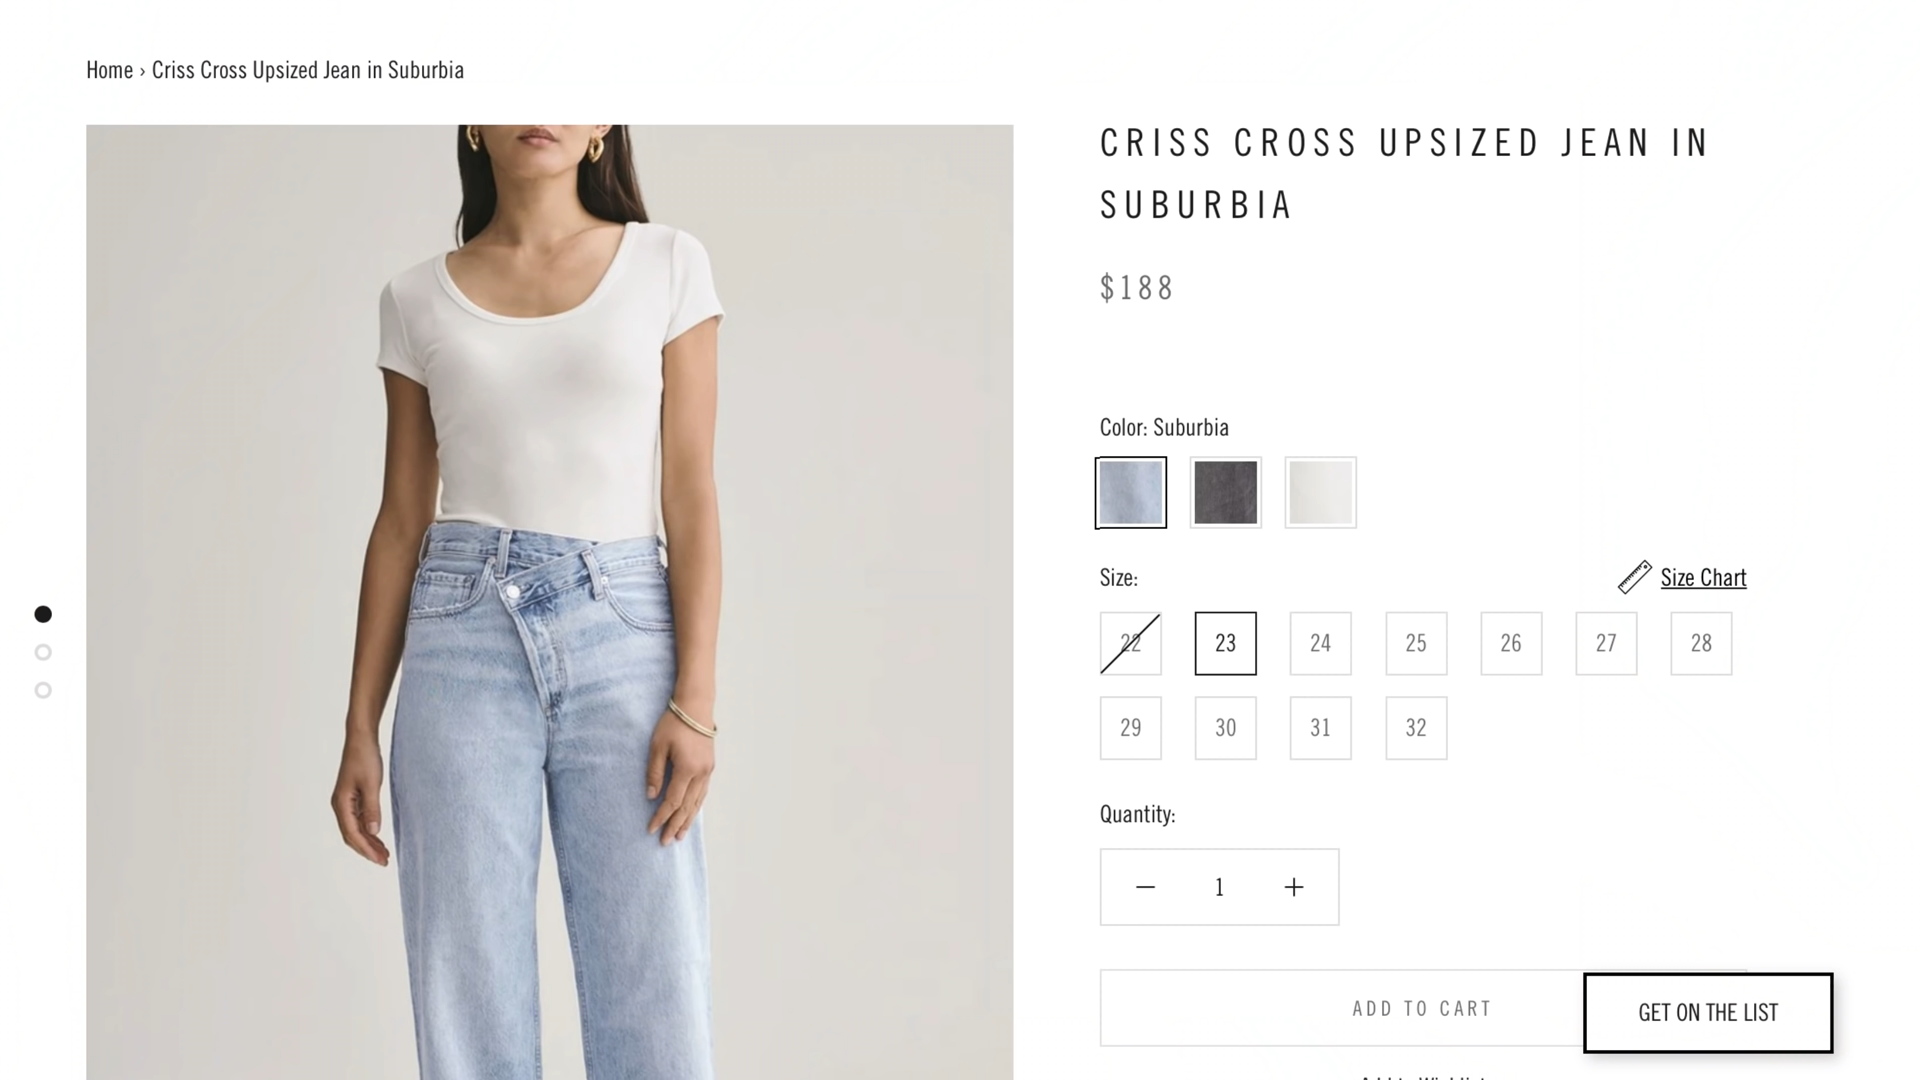 Home › Criss Cross Upsized Jean in Suburbia
CRISS CROSS UPSIZED JEAN IN
SUBURBIA
$188
Color: Suburbia
Size:
Size Chart
22 23 24 25 26 27 28
29 30 31 32
Quantity:
− 1 +
ADD TO CART
GET ON THE LIST